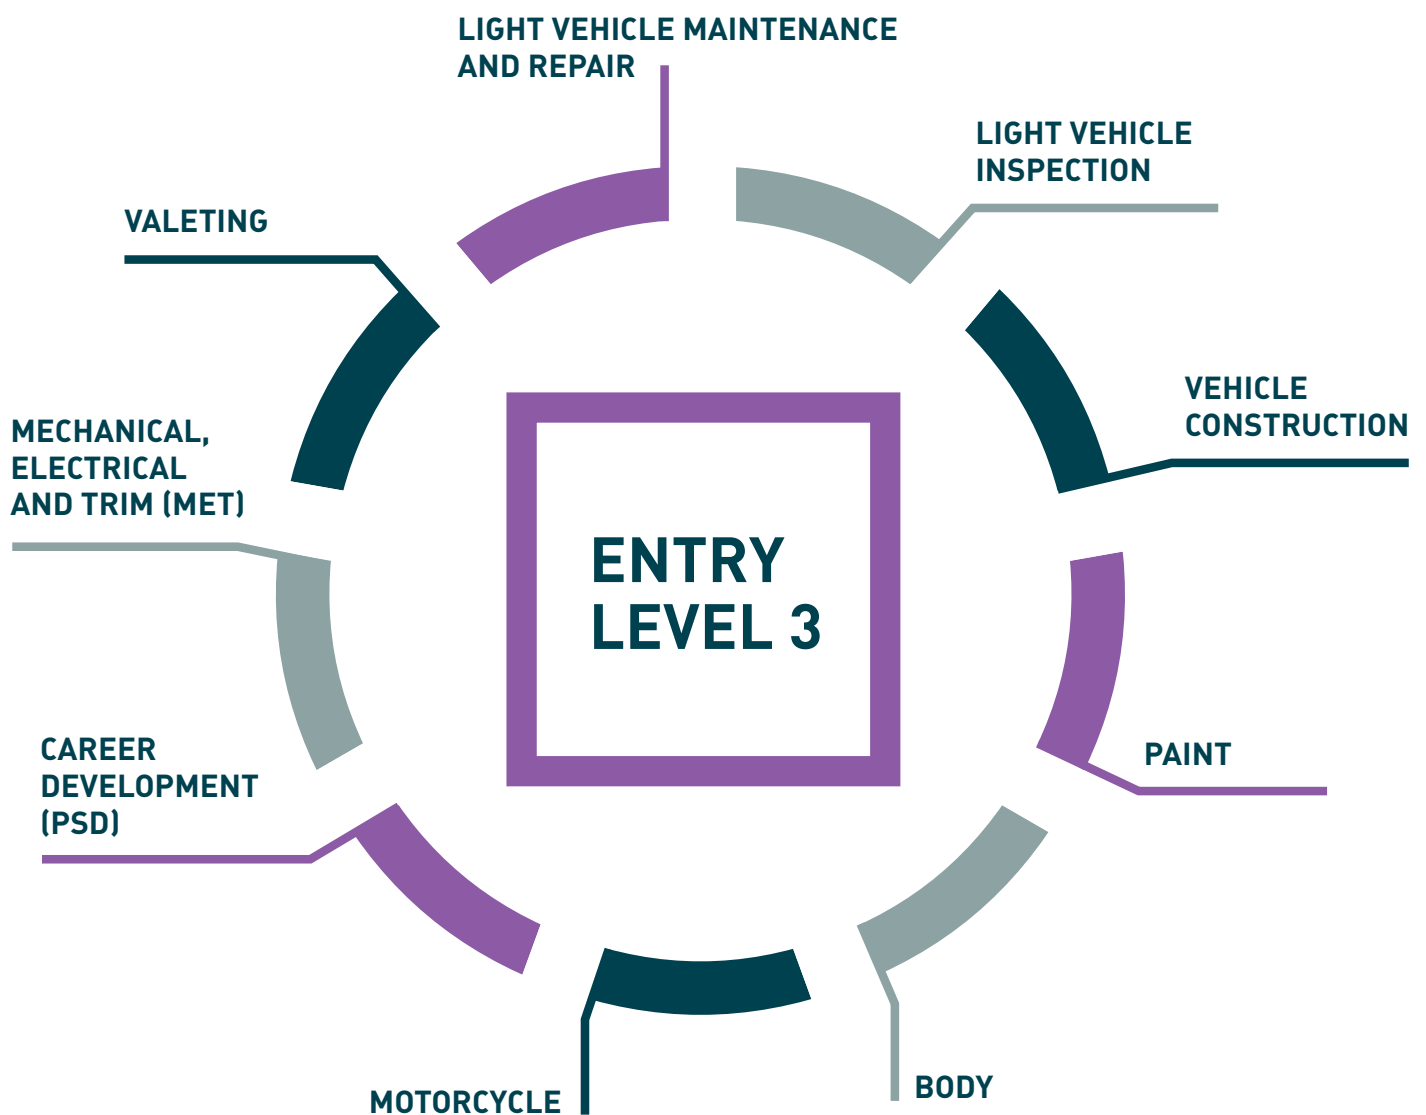 LIGHT VEHICLE MAINTENANCE
AND REPAIR
LIGHT VEHICLE
INSPECTION
VALETING
VEHICLE
CONSTRUCTION
MECHANICAL,
ELECTRICAL
AND TRIM (MET)
ENTRY
LEVEL 3
CAREER
DEVELOPMENT
(PSD)
PAINT
BODY
MOTORCYCLE